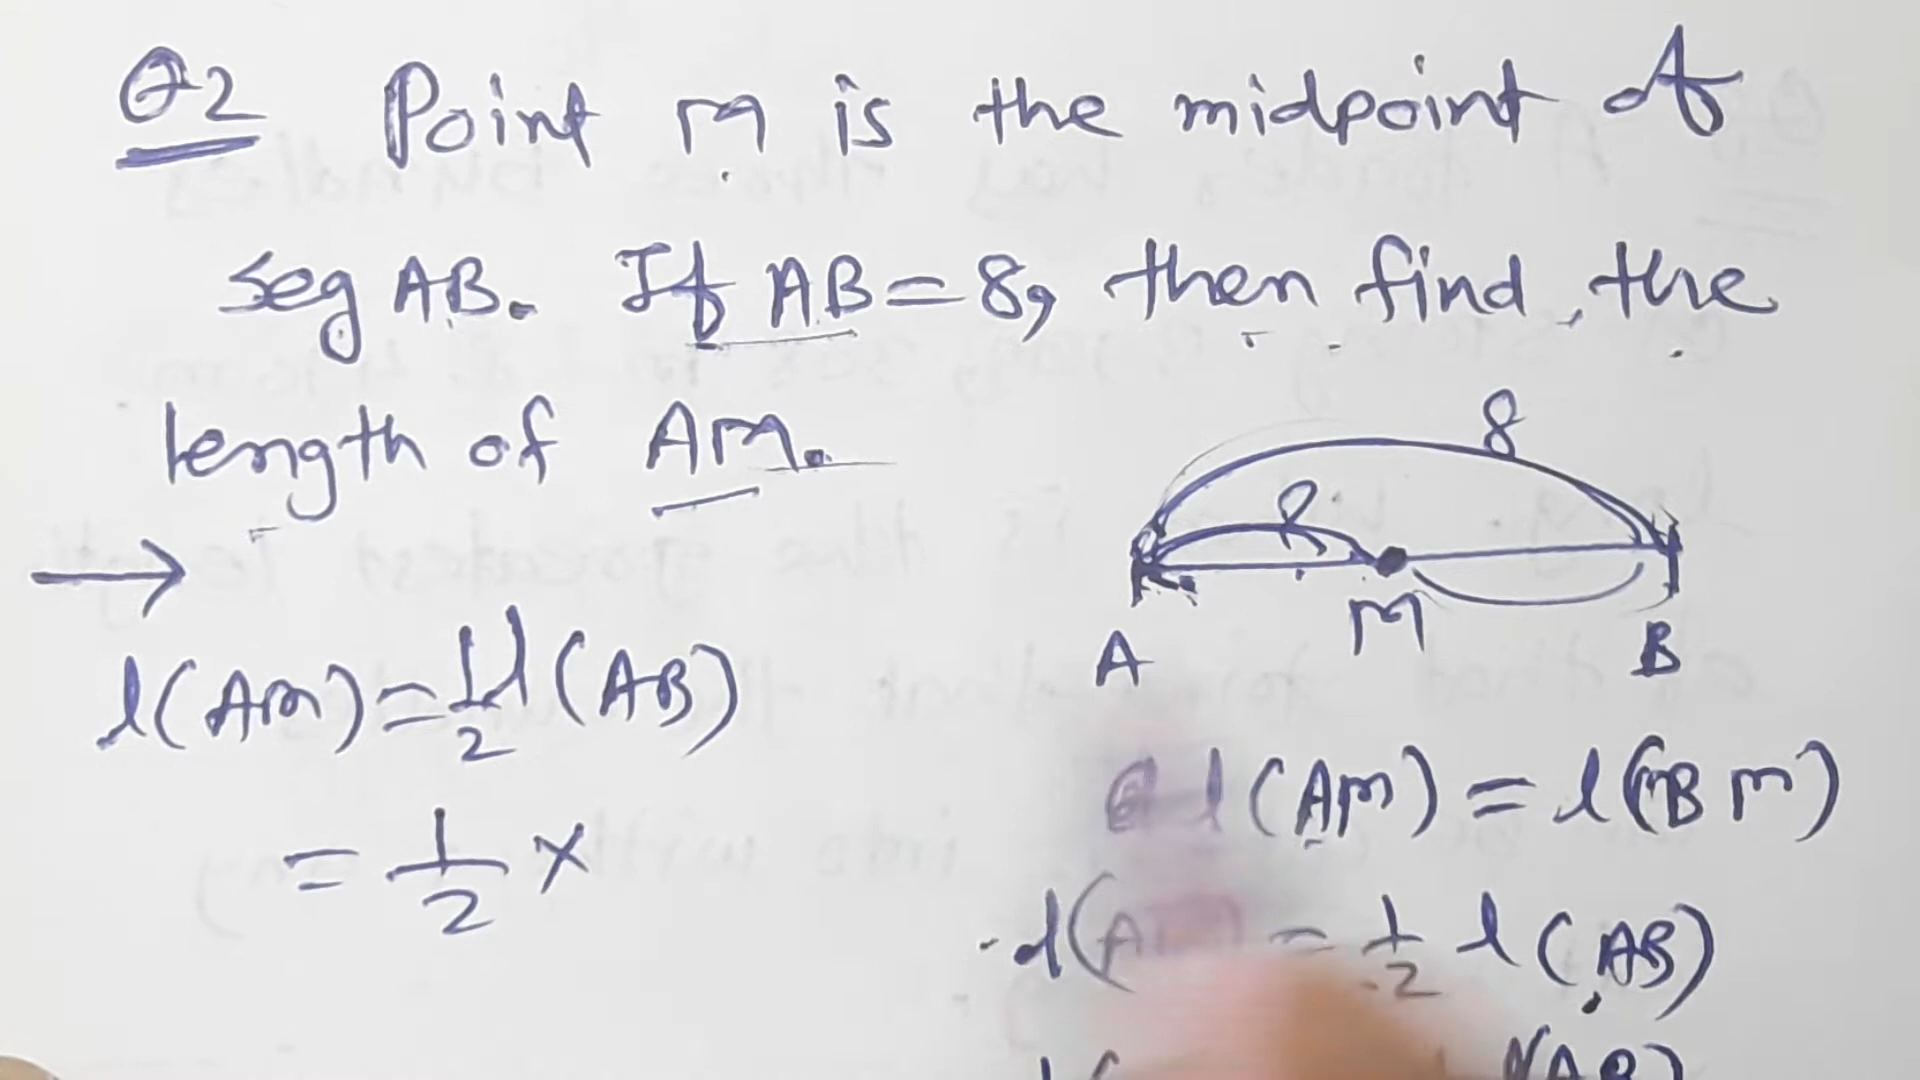 Q2 Point M is the midpoint of
seg AB. If AB = 8, then find the
length of AM.
8
?
A M B
l(AM) = 1/2 l(AB)
= 1/2 ×
l(AM) = l(BM)
l(AM) = 1/2 l(AB)